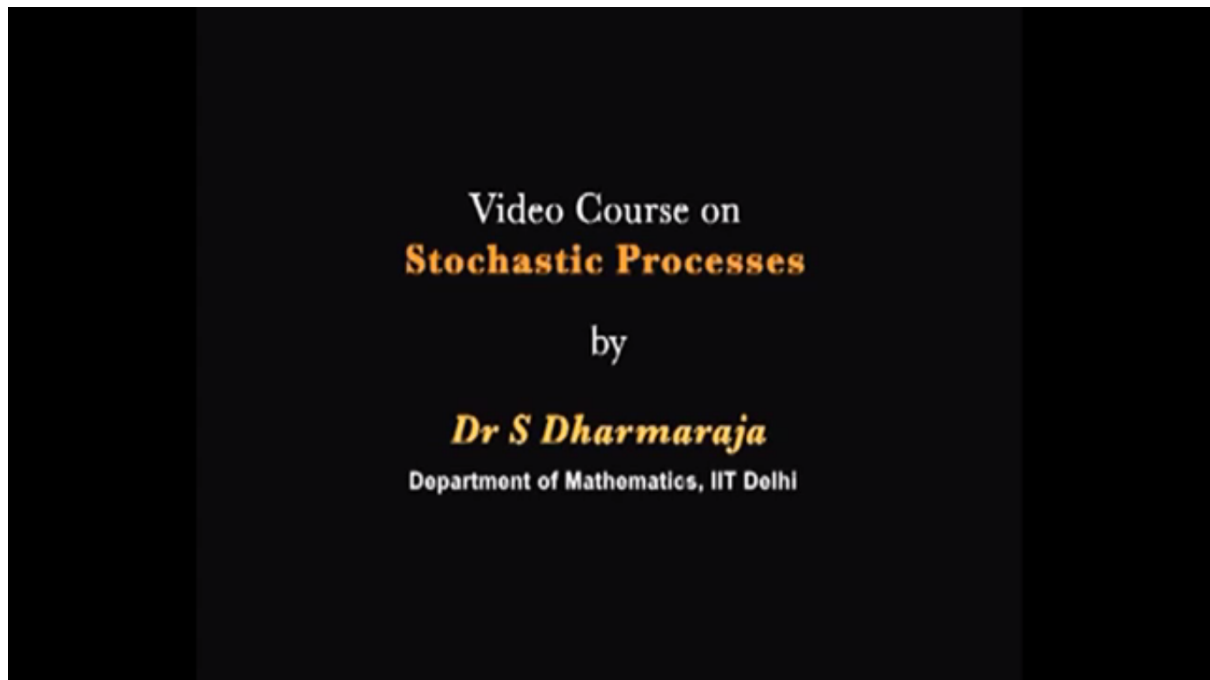 Video Course on
Stochastic Processes
by
Dr S Dharmaraja
Department of Mathematics, IIT Delhi